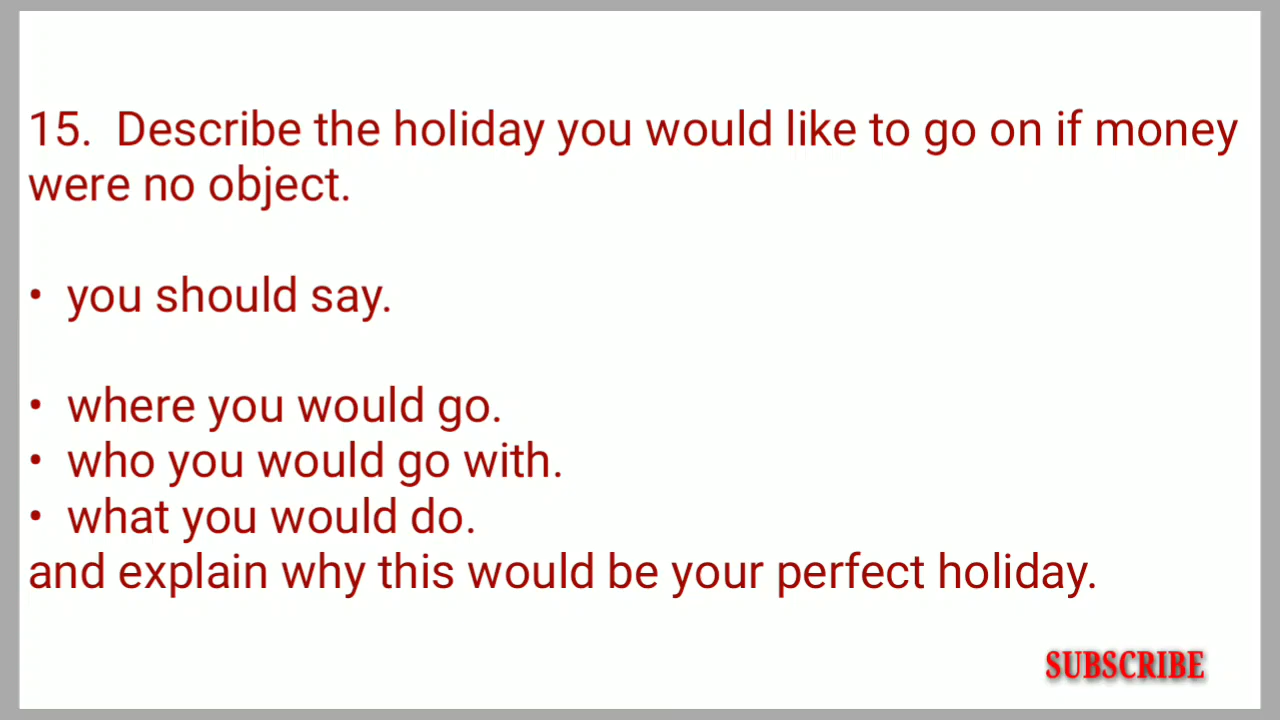 15.  Describe the holiday you would like to go on if money
were no object.
• you should say.
• where you would go.
• who you would go with.
• what you would do.
and explain why this would be your perfect holiday.
SUBSCRIBE